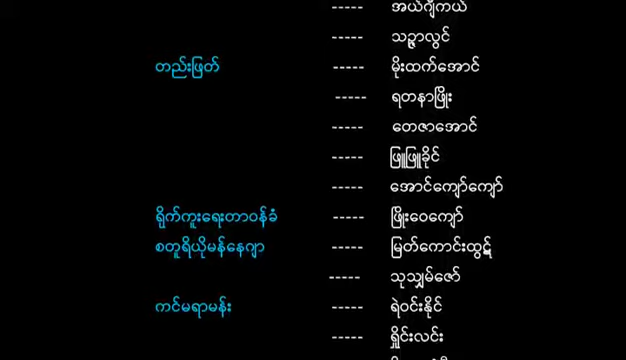 ----- အယ်ဂျီကယ်
----- သဉ္ဇာလွင်
တည်းဖြတ် ----- မိုးထက်အောင်
----- ရတနာဖြိုး
----- တေဇာအောင်
----- ဖြူဖြူခိုင်
----- အောင်ကျော်ကျော်
ရိုက်ကူးရေးတာဝန်ခံ ----- ဖြိုးဝေကျော်
စတူရီယိုမန်နေဂျာ ----- မြတ်ကောင်းထွဋ်
----- သုသျှမ်ဇော်
ကင်မရာမန်း ----- ရဲဝင်းနိုင်
----- ရှိုင်းလင်း